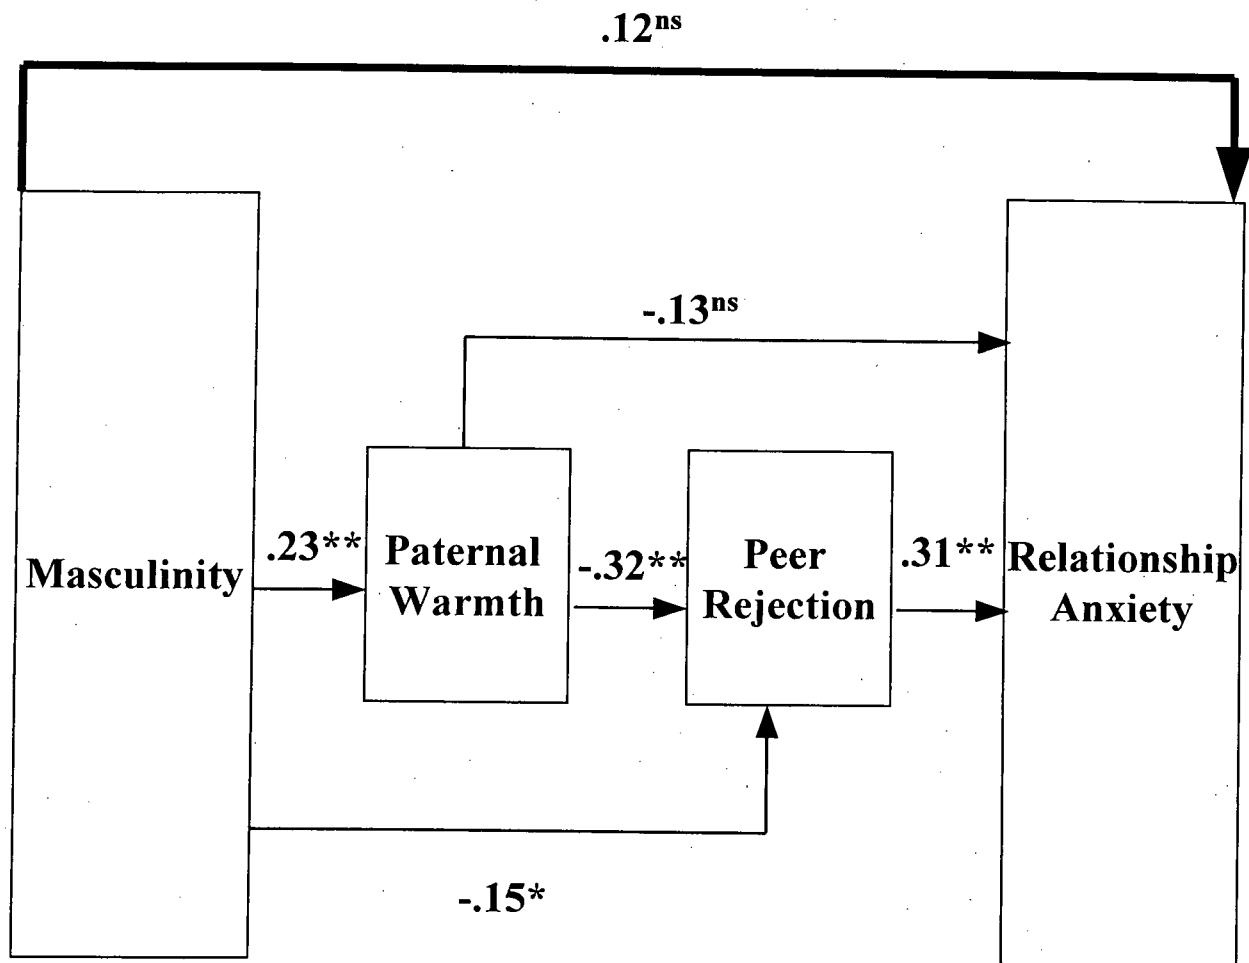 .12ns
-.13ns
.23**
Paternal
Warmth
-.32**
Peer
Rejection
.31**
Masculinity
Relationship
Anxiety
-.15*